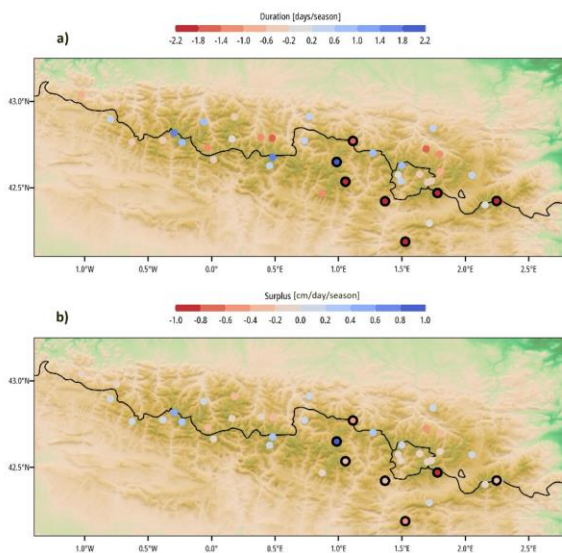 Duration [days/season]
a)
-2.2 -1.8 -1.4 -1.0 -0.6 -0.2 0.2 0.6 1.0 1.4 1.8 2.2
43.0°N
42.5°N
1.0°W 0.5°W 0.0° 0.5°E 1.0°E 1.5°E 2.0°E 2.5°E
Surplus [cm/day/season]
b)
-1.0 -0.8 -0.6 -0.4 -0.2 0.0 0.2 0.4 0.6 0.8 1.0
43.0°N
42.5°N
1.0°W 0.5°W 0.0° 0.5°E 1.0°E 1.5°E 2.0°E 2.5°E